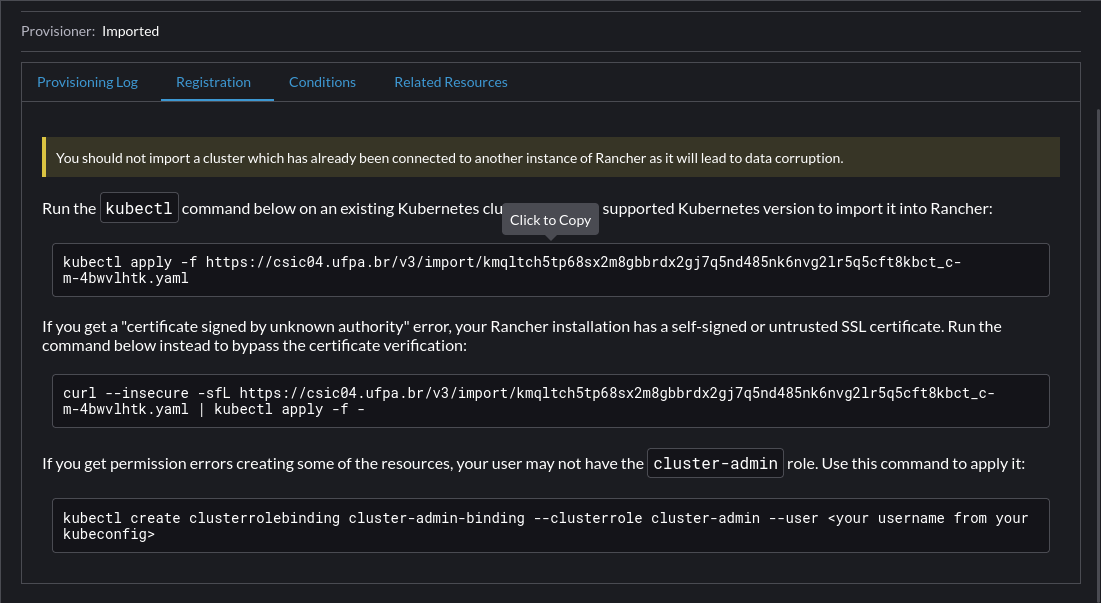 Provisioner: Imported
Provisioning Log Registration Conditions Related Resources
You should not import a cluster which has already been connected to another instance of Rancher as it will lead to data corruption.
Run the kubectl command below on an existing Kubernetes clu supported Kubernetes version to import it into Rancher:
Click to Copy
kubectl apply -f https://csic04.ufpa.br/v3/import/kmqltch5tp68sx2m8gbbrdx2gj7q5nd485nk6nvg2lr5q5cft8kbct_c-
m-4bwvlhtk.yaml
If you get a "certificate signed by unknown authority" error, your Rancher installation has a self-signed or untrusted SSL certificate. Run the
command below instead to bypass the certificate verification:
curl --insecure -sfL https://csic04.ufpa.br/v3/import/kmqltch5tp68sx2m8gbbrdx2gj7q5nd485nk6nvg2lr5q5cft8kbct_c-
m-4bwvlhtk.yaml | kubectl apply -f -
If you get permission errors creating some of the resources, your user may not have the cluster-admin role. Use this command to apply it:
kubectl create clusterrolebinding cluster-admin-binding --clusterrole cluster-admin --user <your username from your
kubeconfig>